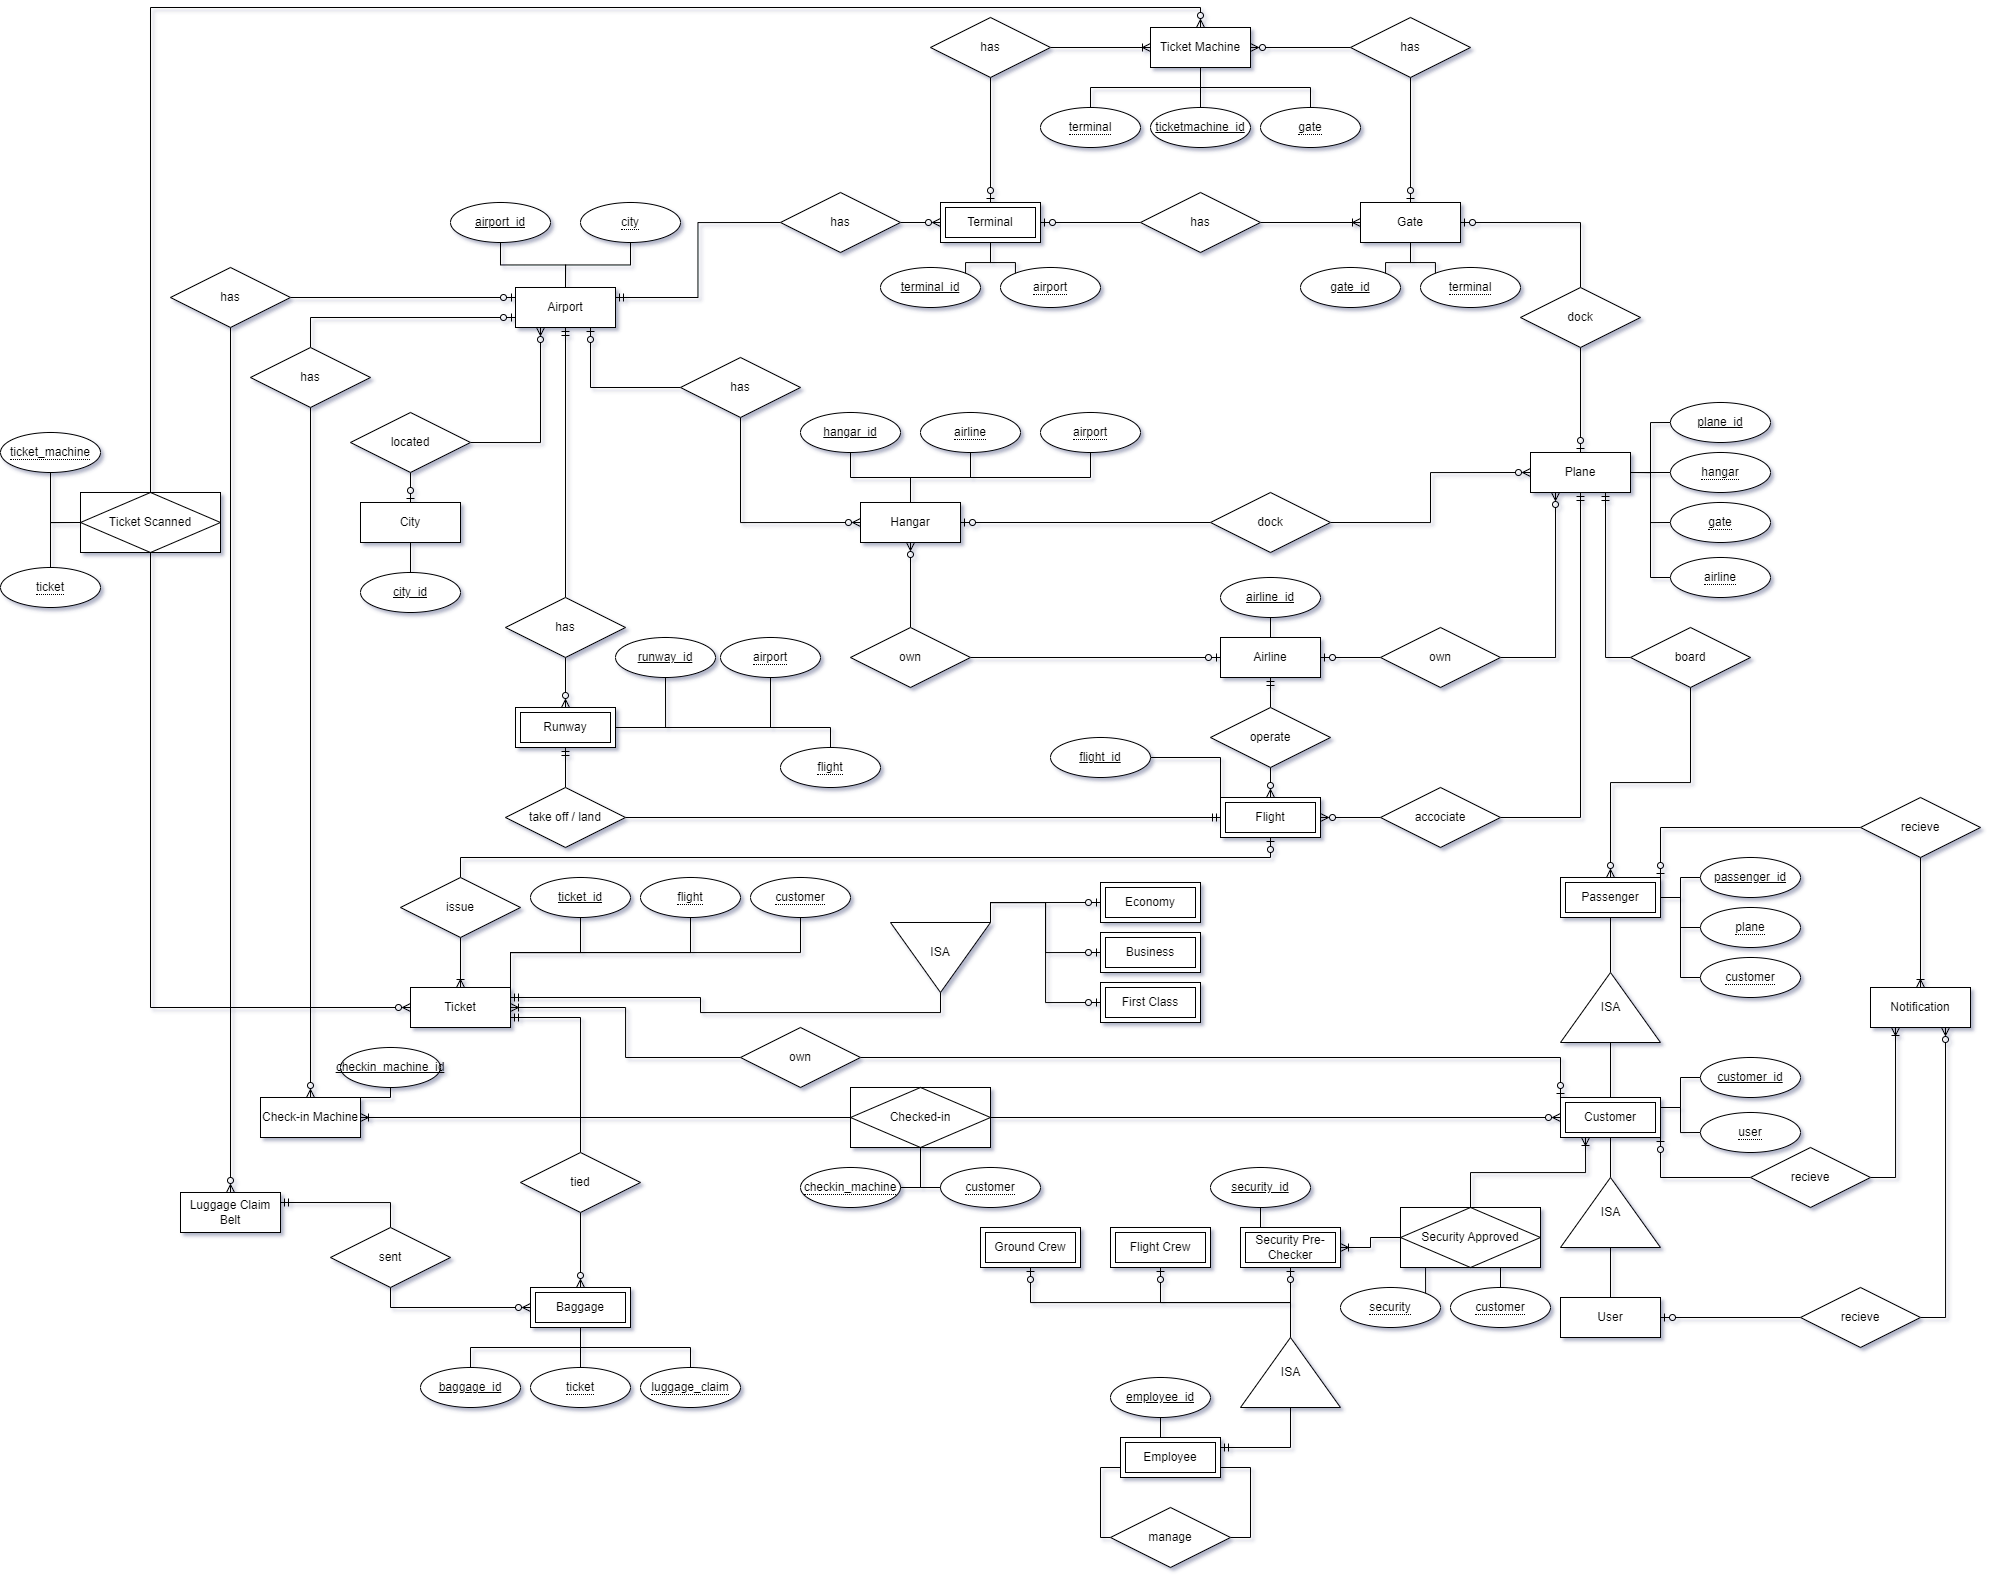 has
Ticket Machine
has
terminal
ticketmachine_id
gate
airport_id
city
has
Terminal
has
Gate
terminal_id
airport
gate_id
terminal
has
Airport
dock
has
has
located
hangar_id
airline
airport
plane_id
ticket_machine
Plane
hangar
Ticket Scanned
City
Hangar
dock
gate
ticket
city_id
airline_id
airline
has
runway_id
airport
own
Airline
own
board
Runway
operate
flight_id
flight
take off / land
Flight
accociate
recieve
issue
ticket_id
flight
customer
Economy
Passenger
passenger_id
plane
ISA
Business
customer
Ticket
First Class
ISA
Notification
own
checkin_machine_id
customer_id
Check-in Machine
Checked-in
Customer
user
tied
checkin_machine
customer
security_id
recieve
Luggage Claim
Belt
ISA
sent
Ground Crew
Flight Crew
Security Pre-
Checker
Security Approved
Baggage
security
customer
User
recieve
baggage_id
ticket
luggage_claim
ISA
employee_id
Employee
manage